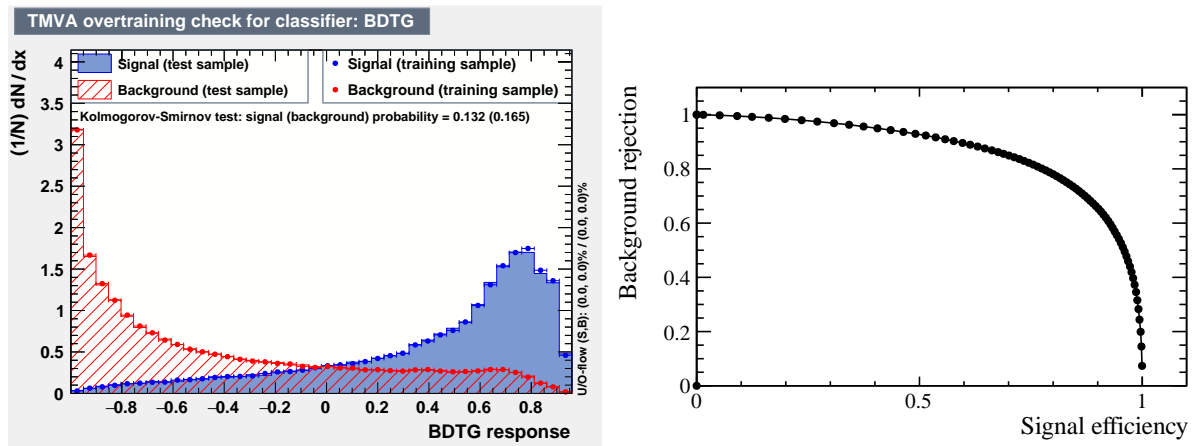 TMVA overtraining check for classifier: BDTG
(1/N) dN / dx
4
3.5
3
2.5
2
1.5
1
0.5
0
Signal (test sample)
Background (test sample)
Signal (training sample)
Background (training sample)
Kolmogorov-Smirnov test: signal (background) probability = 0.132 (0.165)
U/O-flow (S,B): (0.0, 0.0)% / (0.0, 0.0)%
−0.8 −0.6 −0.4 −0.2 0 0.2 0.4 0.6 0.8
BDTG response
Background rejection
1
0.8
0.6
0.4
0.2
0
0 0.5 1
Signal efficiency